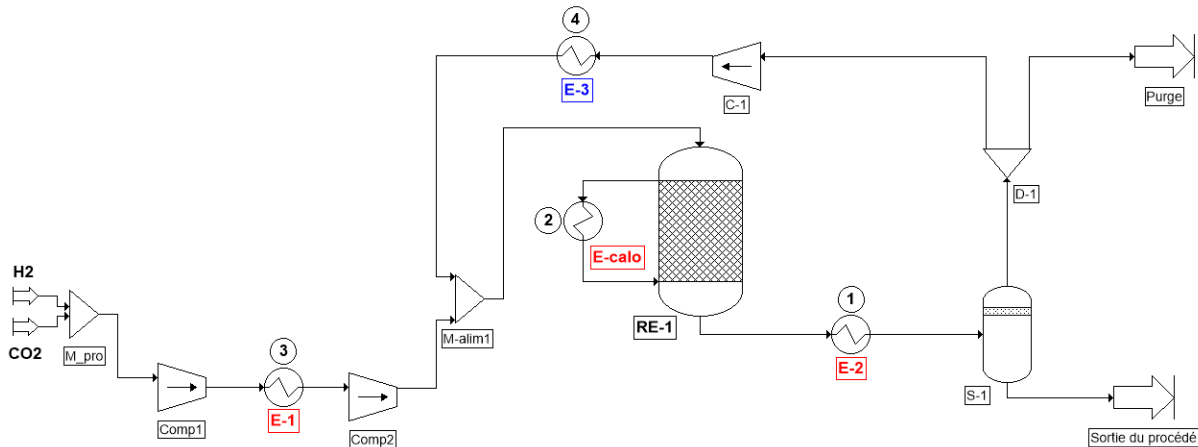 4
E-3
C-1
Purge
D-1
2
E-calo
H2
CO2
M_pro
M-alim1
RE-1
1
E-2
S-1
3
E-1
Comp1
Comp2
Sortie du procédé